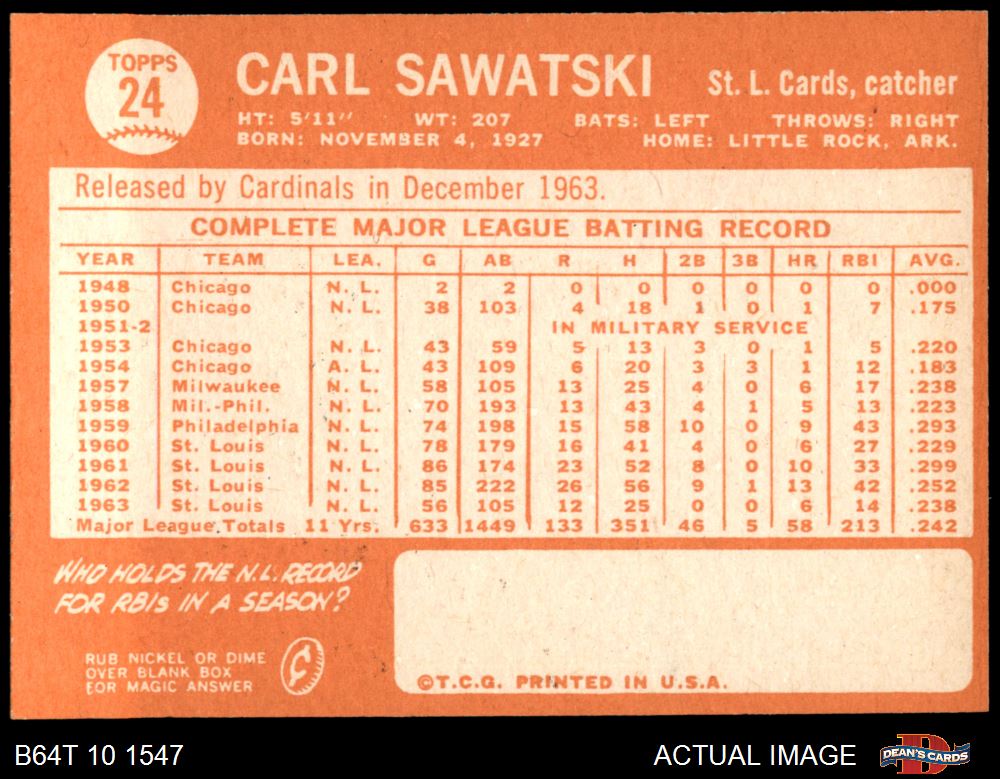 TOPPS
24
CARL SAWATSKI St. L. Cards, catcher
HT: 5'11" WT: 207 BATS: LEFT THROWS: RIGHT
BORN: NOVEMBER 4, 1927 HOME: LITTLE ROCK, ARK.
Released by Cardinals in December 1963.
COMPLETE MAJOR LEAGUE BATTING RECORD
YEAR TEAM LEA. G AB R H 2B 3B HR RBI AVG.
1948 Chicago N. L. 2 2 0 0 0 0 0 0 .000
1950 Chicago N. L. 38 103 4 18 1 0 1 7 .175
1951-2 IN MILITARY SERVICE
1953 Chicago N. L. 43 59 5 13 3 0 1 5 .220
1954 Chicago A. L. 43 109 6 20 3 3 1 12 .183
1957 Milwaukee N. L. 58 105 13 25 4 0 6 17 .238
1958 Mil.-Phil. N. L. 70 193 13 43 4 1 5 13 .223
1959 Philadelphia N. L. 74 198 15 58 10 0 9 43 .293
1960 St. Louis N. L. 78 179 16 41 4 0 6 27 .229
1961 St. Louis N. L. 86 174 23 52 8 0 10 33 .299
1962 St. Louis N. L. 85 222 26 56 9 1 13 42 .252
1963 St. Louis N. L. 56 105 12 25 0 0 6 14 .238
Major League Totals 11 Yrs. 633 1449 133 351 46 5 58 213 .242
WHO HOLDS THE N.L. RECORD
FOR RBIs IN A SEASON?
RUB NICKEL OR DIME
OVER BLANK BOX
FOR MAGIC ANSWER
©T.C.G. PRINTED IN U.S.A.
B64T 10 1547 ACTUAL IMAGE
DEAN'S CARDS